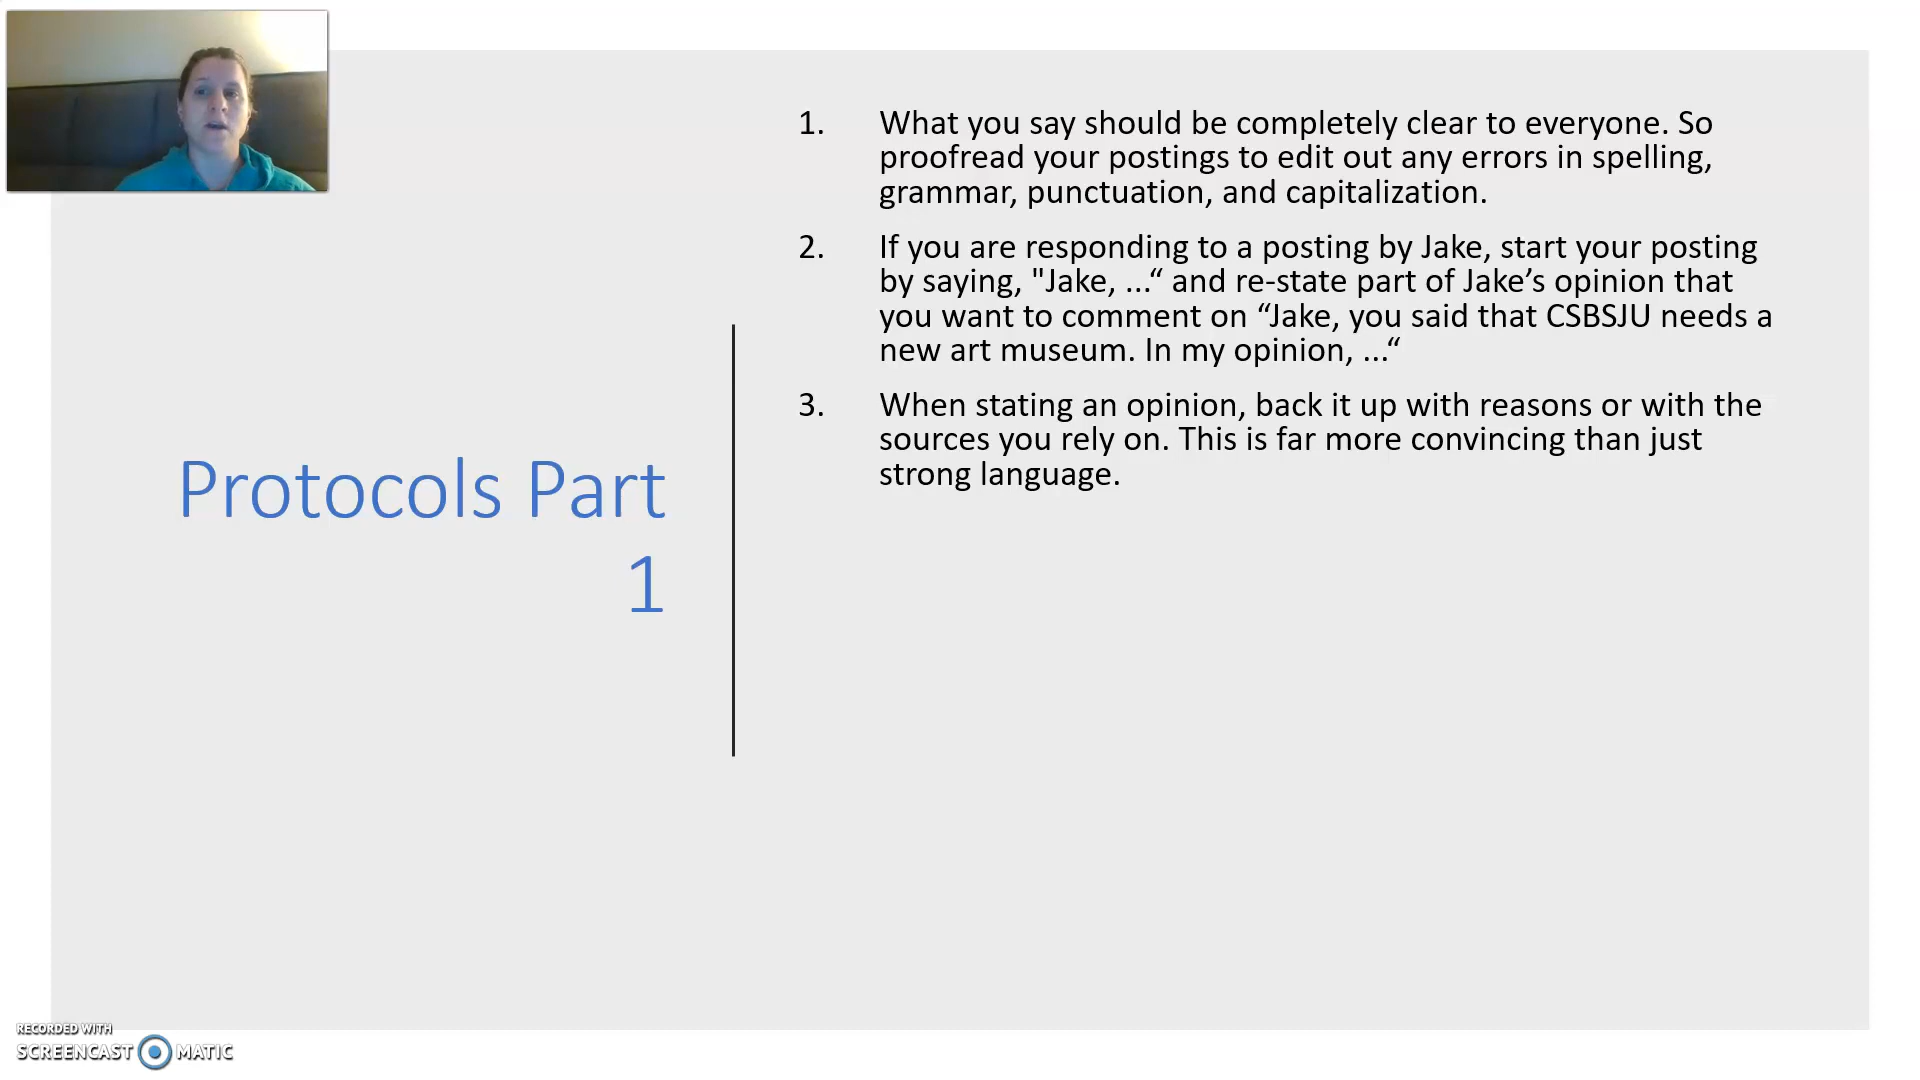 Protocols Part
1
1. What you say should be completely clear to everyone. So
proofread your postings to edit out any errors in spelling,
grammar, punctuation, and capitalization.
2. If you are responding to a posting by Jake, start your posting
by saying, "Jake, ...“ and re-state part of Jake’s opinion that
you want to comment on “Jake, you said that CSBSJU needs a
new art museum. In my opinion, ...“
3. When stating an opinion, back it up with reasons or with the
sources you rely on. This is far more convincing than just
strong language.
RECORDED WITH
SCREENCAST MATIC